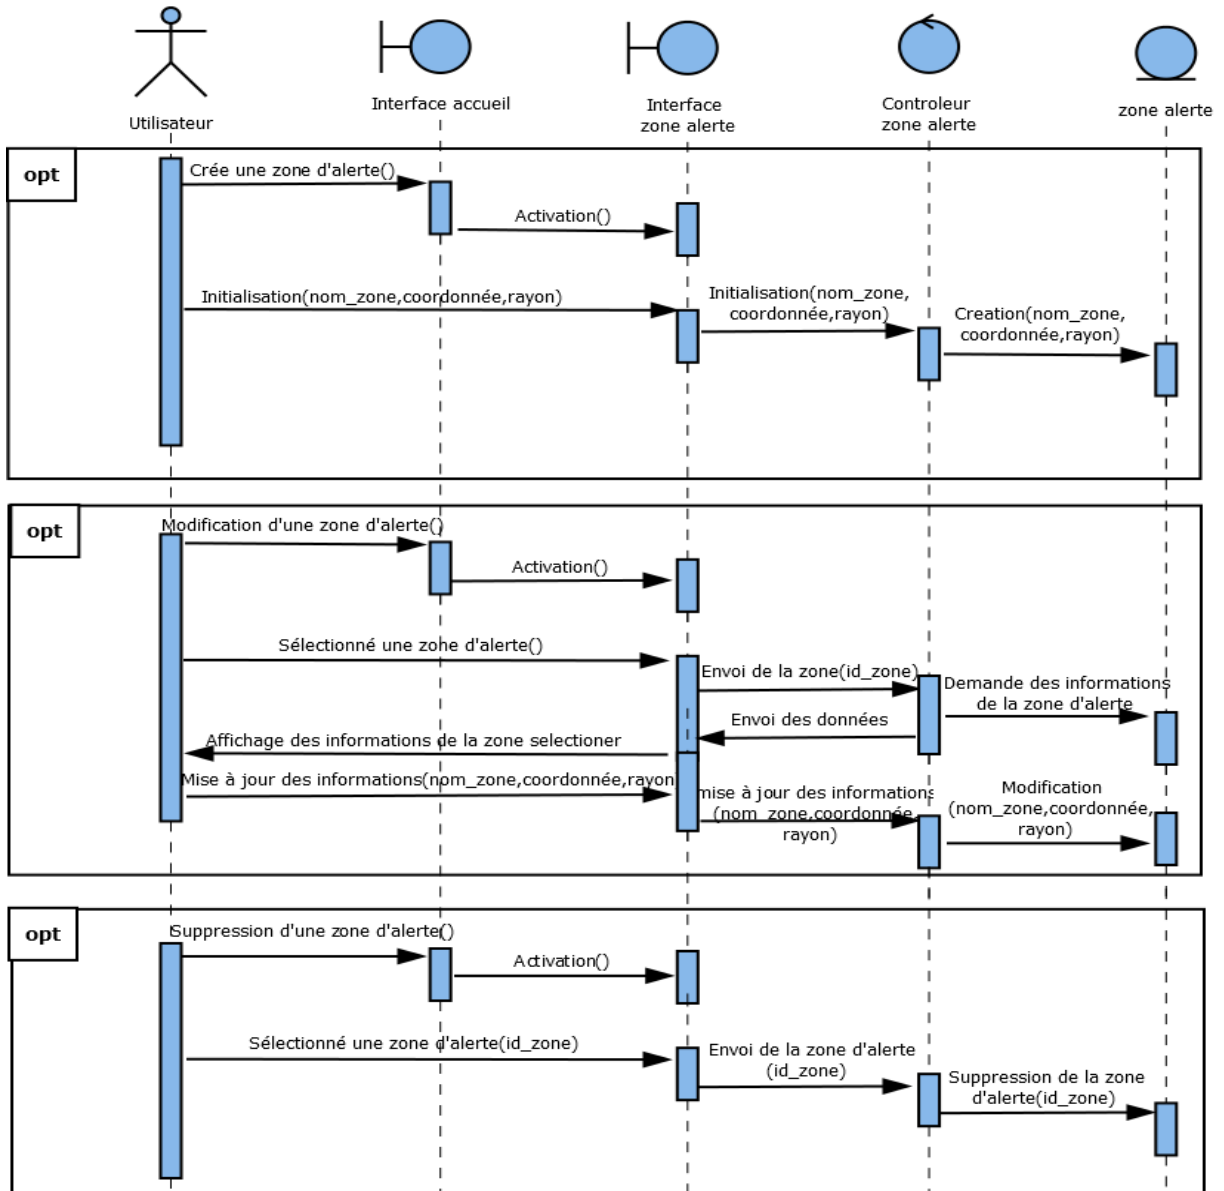 Utilisateur
Interface accueil
Interface
zone alerte
Controleur
zone alerte
zone alerte
opt
Crée une zone d'alerte()
Activation()
Initialisation(nom_zone,coordonnée,rayon)
Initialisation(nom_zone,
coordonnée,rayon)
Creation(nom_zone,
coordonnée,rayon)
opt
Modification d'une zone d'alerte()
Activation()
Sélectionné une zone d'alerte()
Envoi de la zone(id_zone)
Demande des informations
de la zone d'alerte
Envoi des données
Affichage des informations de la zone selectioner
Mise à jour des informations(nom_zone,coordonnée,rayon
mise à jour des informations
(nom_zone,coordonnée,
rayon)
Modification
(nom_zone,coordonnée,
rayon)
opt
Suppression d'une zone d'alerte()
Activation()
Sélectionné une zone d'alerte(id_zone)
Envoi de la zone d'alerte
(id_zone)
Suppression de la zone
d'alerte(id_zone)